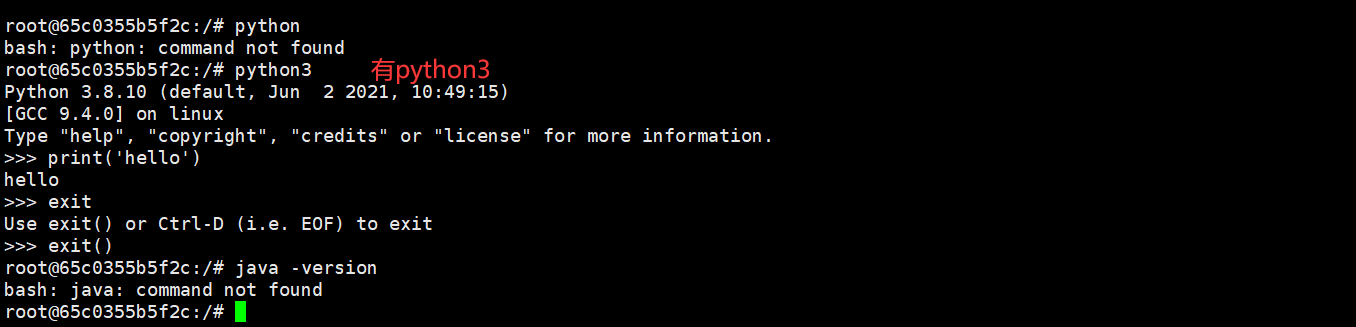 root@65c0355b5f2c:/# python
bash: python: command not found
root@65c0355b5f2c:/# python3 有python3
Python 3.8.10 (default, Jun  2 2021, 10:49:15)
[GCC 9.4.0] on linux
Type "help", "copyright", "credits" or "license" for more information.
>>> print('hello')
hello
>>> exit
Use exit() or Ctrl-D (i.e. EOF) to exit
>>> exit()
root@65c0355b5f2c:/# java -version
bash: java: command not found
root@65c0355b5f2c:/#